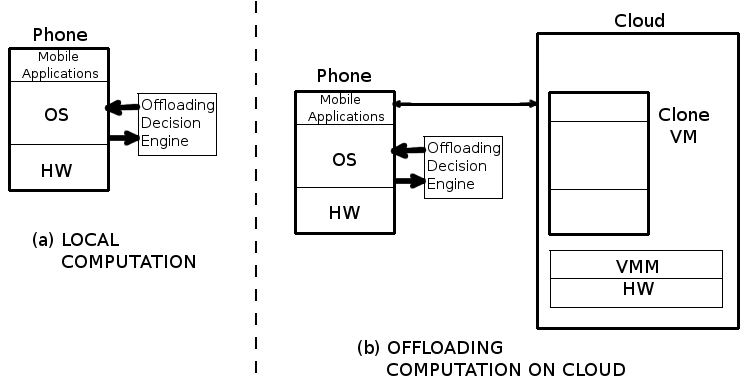 Phone
Mobile
Applications
OS
HW
Offloading
Decision
Engine
(a) LOCAL
COMPUTATION
Phone
Mobile
Applications
OS
HW
Offloading
Decision
Engine
Cloud
Clone
VM
VMM
HW
(b) OFFLOADING
COMPUTATION ON CLOUD